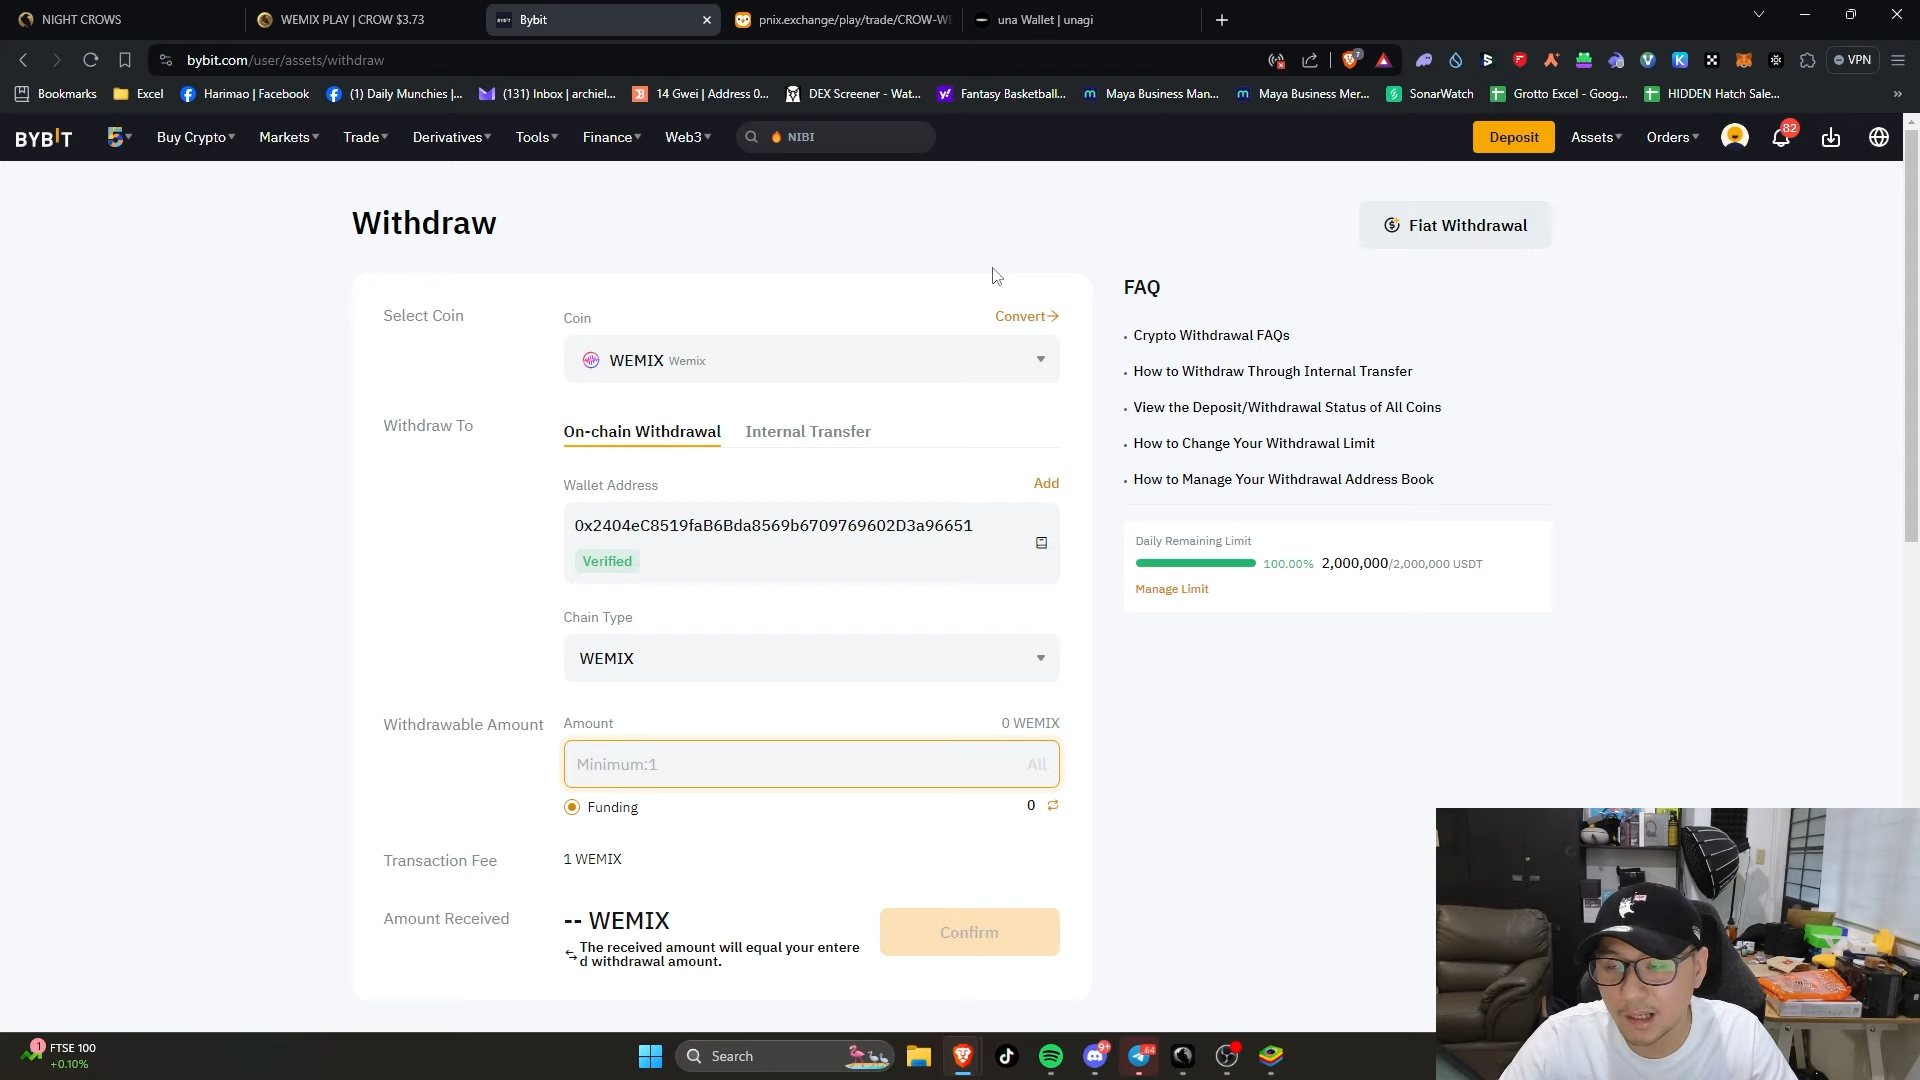 NIGHT CROWS
WEMIX PLAY | CROW $3.73
Bybit
pnix.exchange/play/trade/CROW-WE
una Wallet | unagi
bybit.com/user/assets/withdraw
7
VPN
Bookmarks
Excel
Harimao | Facebook
(1) Daily Munchies |...
(131) Inbox | archiel...
14 Gwei | Address 0...
DEX Screener - Wat...
Fantasy Basketball...
Maya Business Man...
Maya Business Mer...
SonarWatch
Grotto Excel - Goog...
HIDDEN Hatch Sale...
BYBIT
Buy Crypto
Markets
Trade
Derivatives
Tools
Finance
Web3
NIBI
Deposit
Assets
Orders
82
Withdraw
Fiat Withdrawal
Select Coin
Coin
Convert
WEMIX Wemix
Withdraw To
On-chain Withdrawal
Internal Transfer
Wallet Address
Add
0x2404eC8519faB6Bda8569b6709769602D3a96651
Verified
Chain Type
WEMIX
Withdrawable Amount
Amount
0 WEMIX
Minimum:1
All
Funding
0
Transaction Fee
1 WEMIX
Amount Received
-- WEMIX
The received amount will equal your entere
d withdrawal amount.
Confirm
FAQ
Crypto Withdrawal FAQs
How to Withdraw Through Internal Transfer
View the Deposit/Withdrawal Status of All Coins
How to Change Your Withdrawal Limit
How to Manage Your Withdrawal Address Book
Daily Remaining Limit
100.00% 2,000,000/2,000,000 USDT
Manage Limit
1
FTSE 100
+0.10%
Search
9+
64